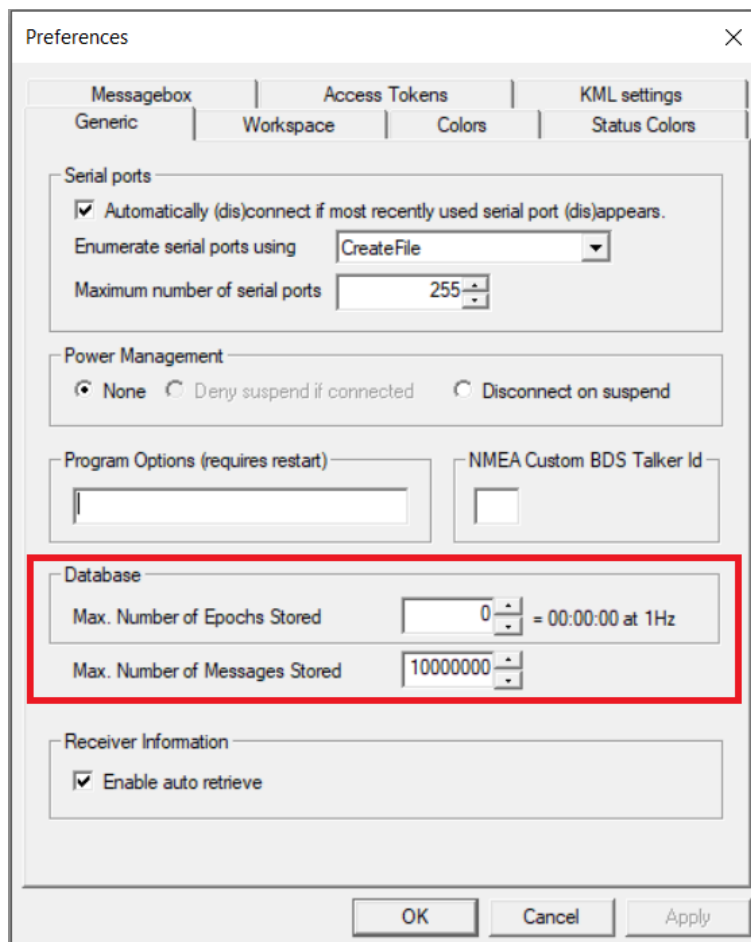 Preferences
Messagebox Access Tokens KML settings
Generic Workspace Colors Status Colors
Serial ports
Automatically (dis)connect if most recently used serial port (dis)appears.
Enumerate serial ports using CreateFile
Maximum number of serial ports 255
Power Management
None Deny suspend if connected Disconnect on suspend
Program Options (requires restart) NMEA Custom BDS Talker Id
Database
Max. Number of Epochs Stored 0 = 00:00:00 at 1Hz
Max. Number of Messages Stored 10000000
Receiver Information
Enable auto retrieve
OK Cancel Apply